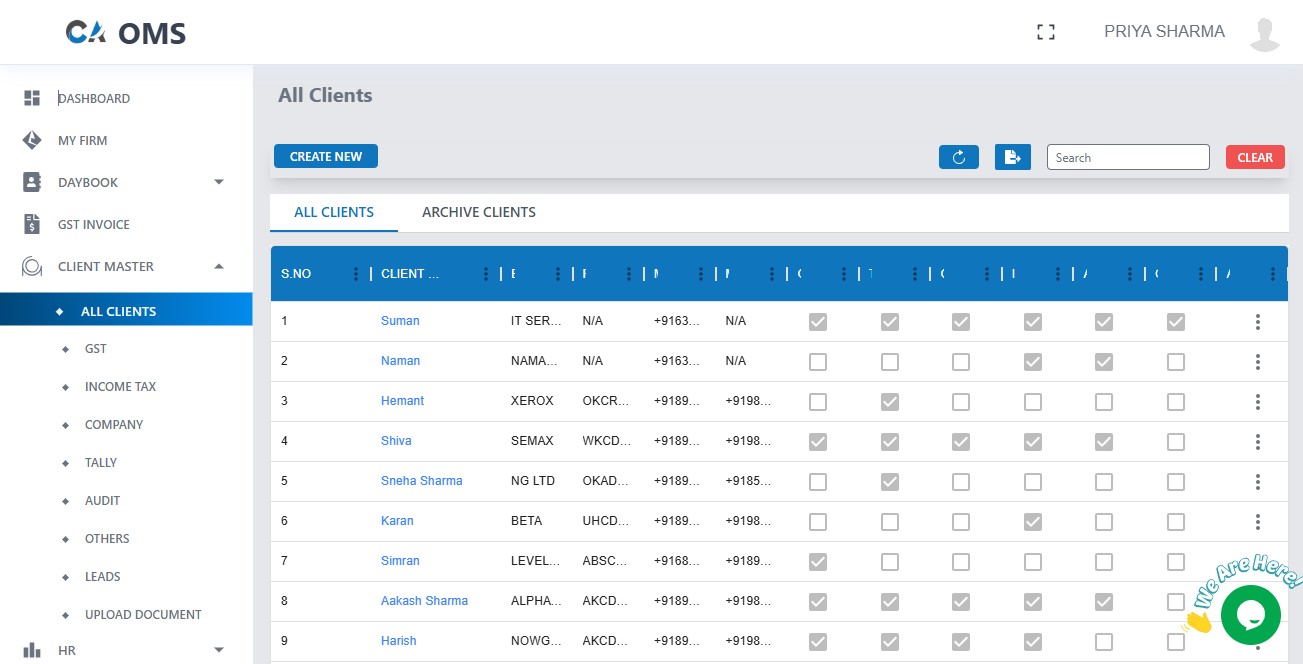 CA OMS
PRIYA SHARMA
DASHBOARD
MY FIRM
DAYBOOK
GST INVOICE
CLIENT MASTER
ALL CLIENTS
GST
INCOME TAX
COMPANY
TALLY
AUDIT
OTHERS
LEADS
UPLOAD DOCUMENT
HR
All Clients
CREATE NEW
Search
CLEAR
ALL CLIENTS ARCHIVE CLIENTS
S.NO CLIENT ...
1 Suman IT SER... N/A +9163... N/A
2 Naman NAMA... N/A +9163... N/A
3 Hemant XEROX OKCR... +9189... +9198...
4 Shiva SEMAX WKCD... +9189... +9198...
5 Sneha Sharma NG LTD OKAD... +9189... +9185...
6 Karan BETA UHCD... +9189... +9198...
7 Simran LEVEL... ABSC... +9168... +9189...
8 Aakash Sharma ALPHA... AKCD... +9189... +9198...
9 Harish NOWG... AKCD... +9189... +9198...
We Are Here!